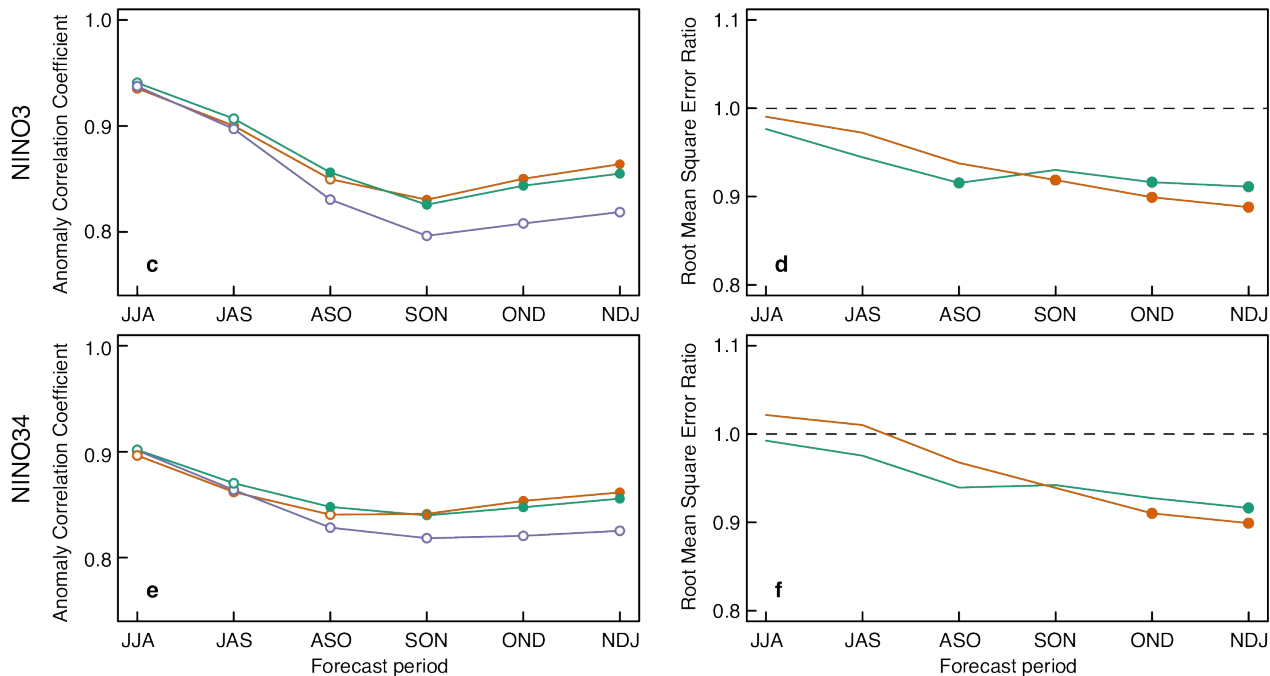 NINO3
Anomaly Correlation Coefficient
1.0
0.9
0.8
c
JJA JAS ASO SON OND NDJ
Root Mean Square Error Ratio
1.1
1.0
0.9
0.8
d
JJA JAS ASO SON OND NDJ
NINO34
Anomaly Correlation Coefficient
1.0
0.9
0.8
e
JJA JAS ASO SON OND NDJ
Forecast period
Root Mean Square Error Ratio
1.1
1.0
0.9
0.8
f
JJA JAS ASO SON OND NDJ
Forecast period